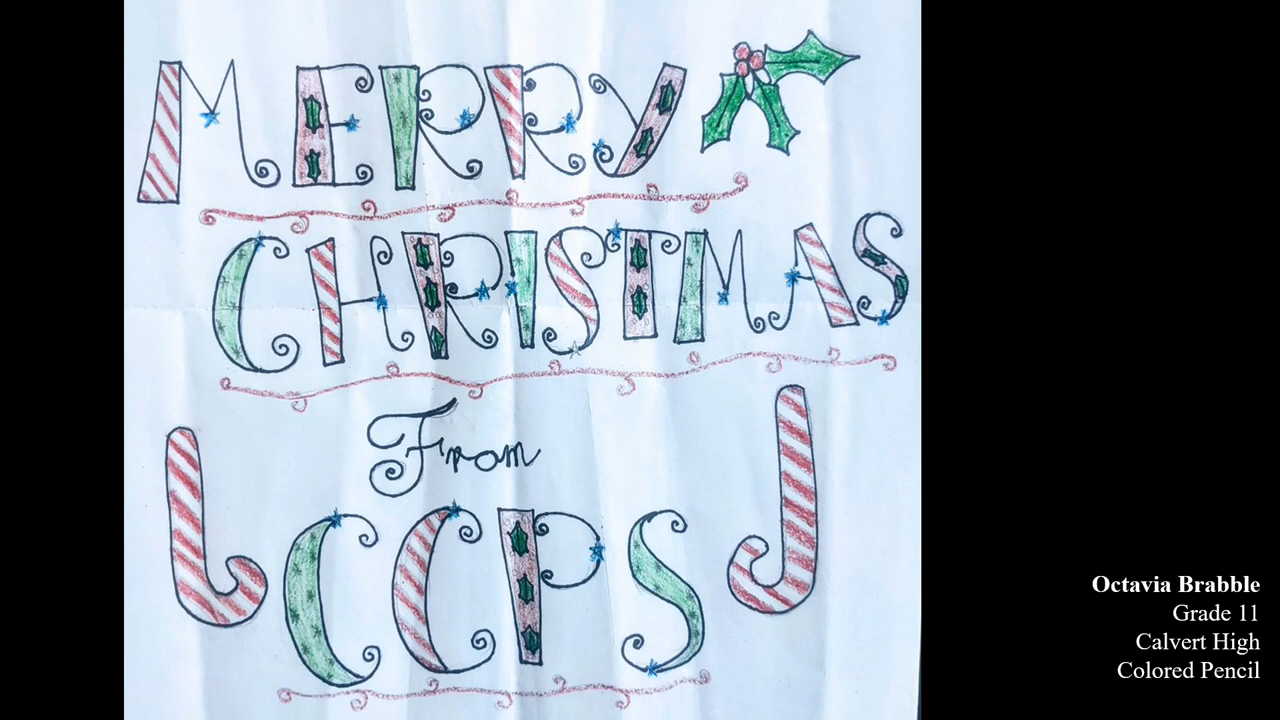 MERRY
CHRISTMAS
From
CCPS
Octavia Brabble
Grade 11
Calvert High
Colored Pencil